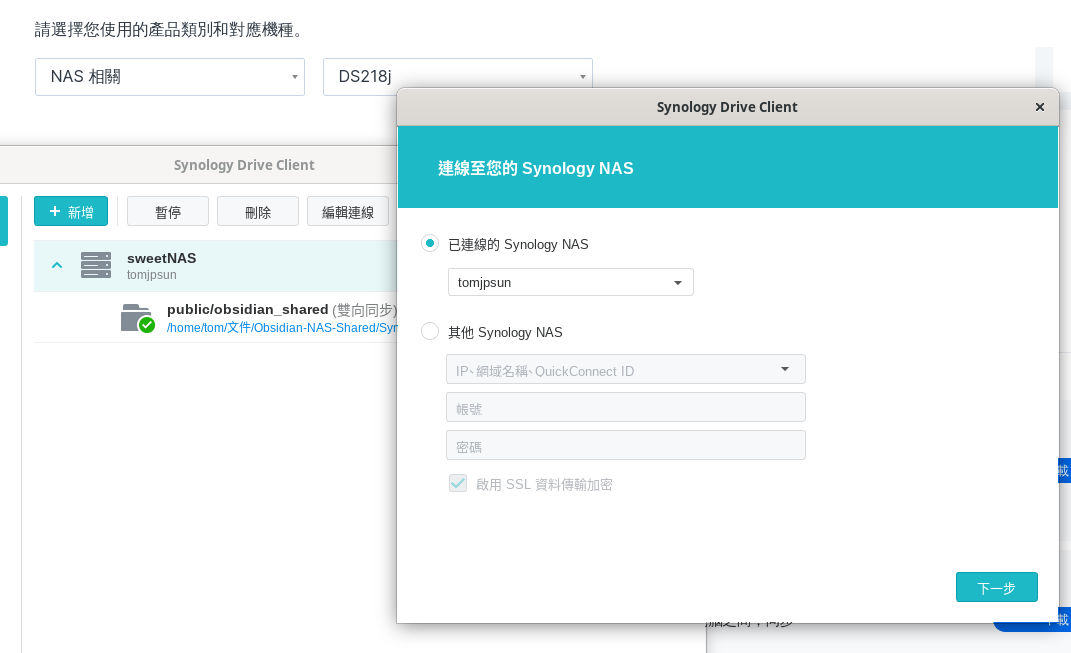 請選擇您使用的產品類別和對應機種。
NAS 相關
DS218j
Synology Drive Client
Synology Drive Client
＋ 新增
暫停
刪除
編輯連線
sweetNAS
tomjpsun
public/obsidian_shared (雙向同步)
/home/tom/文件/Obsidian-NAS-Shared/Syn
連線至您的 Synology NAS
已連線的 Synology NAS
tomjpsun
其他 Synology NAS
IP、網域名稱、QuickConnect ID
帳號
密碼
啟用 SSL 資料傳輸加密
下一步
載
載